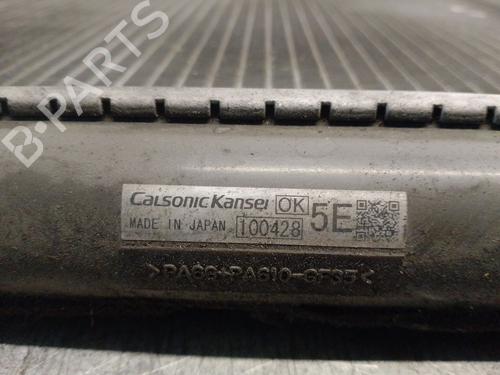 B-PARTS
CalsonicKansei OK 5E
MADE IN JAPAN 100428
>PA66+PA610-GF35<